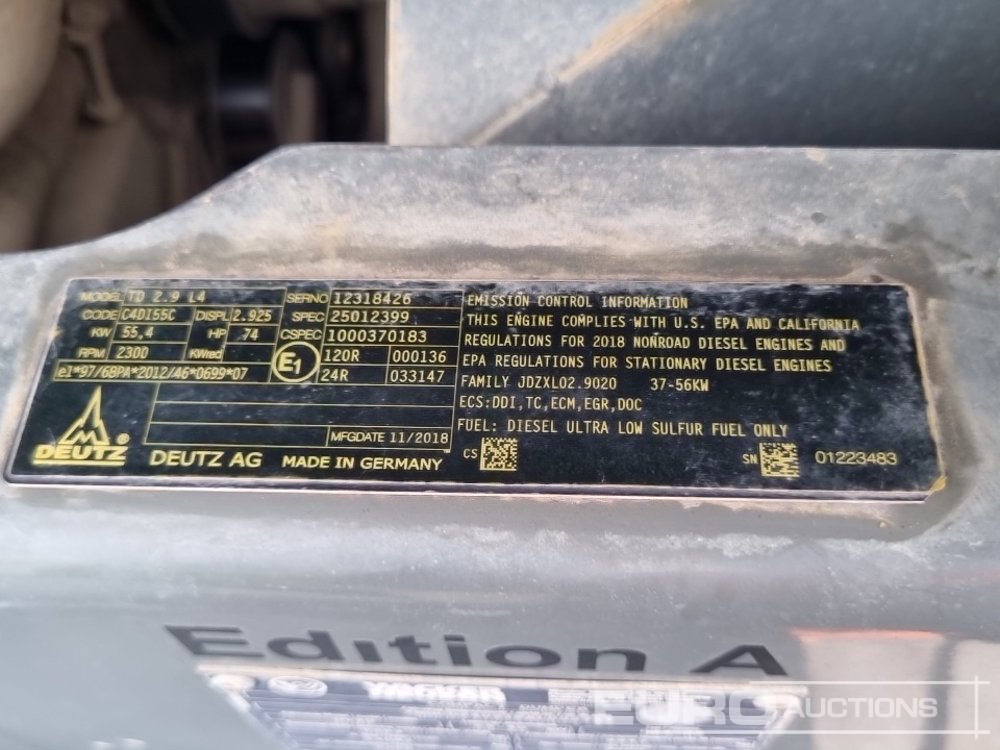 MODEL TD 2.9 L4
CODE C4DI55C DISPL 2.925
KW 55,4 HP 74
RPM 2300 KWred
e1*97/68PA*2012/46*0699*07
SERNO 12318426
SPEC 25012399
CSPEC 1000370183
E1 120R 000136
24R 033147
MFGDATE 11/2018
DEUTZ ®
DEUTZ AG MADE IN GERMANY
EMISSION CONTROL INFORMATION
THIS ENGINE COMPLIES WITH U.S. EPA AND CALIFORNIA
REGULATIONS FOR 2018 NONROAD DIESEL ENGINES AND
EPA REGULATIONS FOR STATIONARY DIESEL ENGINES
FAMILY JDZXL02.9020 37-56KW
ECS:DDI,TC,ECM,EGR,DOC
FUEL: DIESEL ULTRA LOW SULFUR FUEL ONLY
CS SN 01223483
Edition A
EURO AUCTIONS